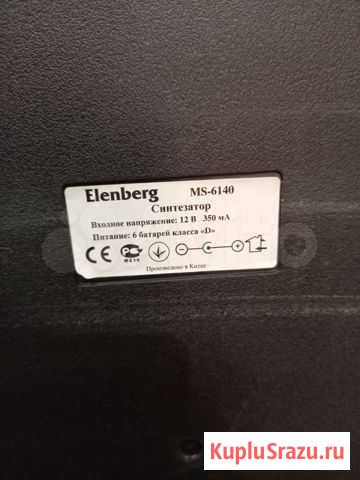 Elenberg MS-6140
Синтезатор
Входное напряжение: 12 В 350 мА
Питание: 6 батарей класса «D»
Произведено в Китае
KupluSrazu.ru